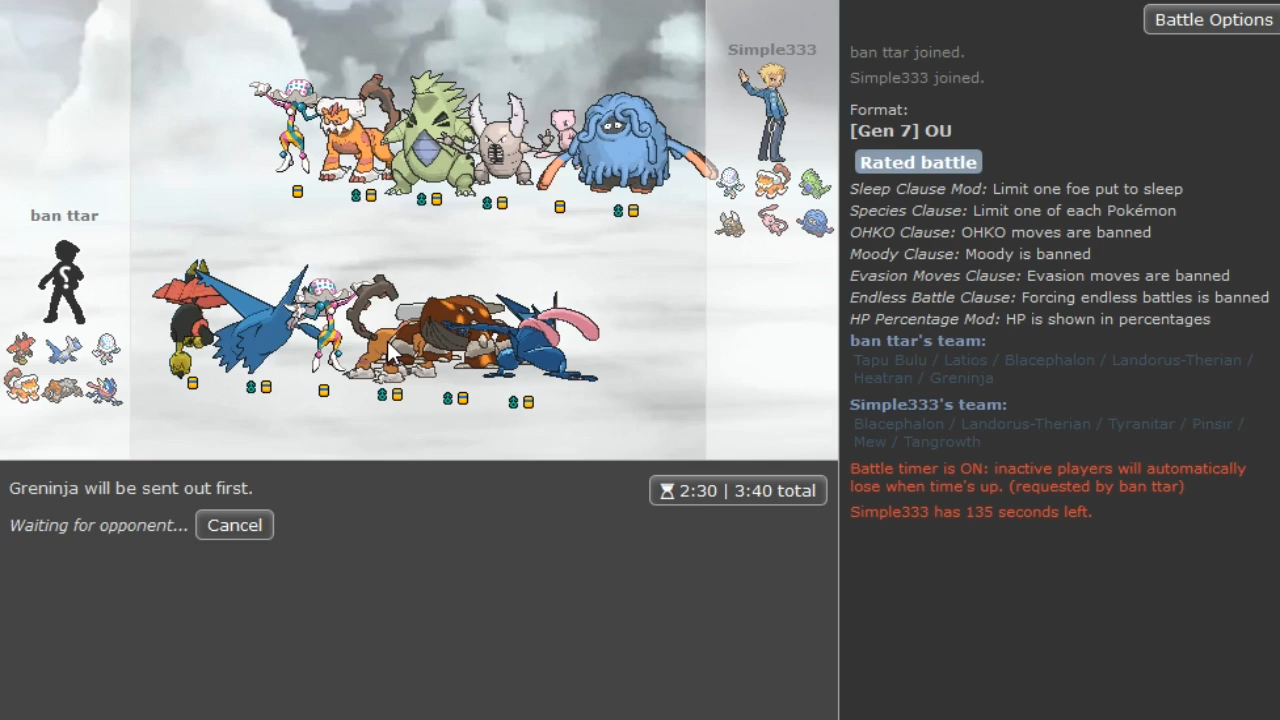 Battle Options
Simple333
ban ttar
ban ttar joined.
Simple333 joined.
Format:
[Gen 7] OU
Rated battle
Sleep Clause Mod: Limit one foe put to sleep
Species Clause: Limit one of each Pokémon
OHKO Clause: OHKO moves are banned
Moody Clause: Moody is banned
Evasion Moves Clause: Evasion moves are banned
Endless Battle Clause: Forcing endless battles is banned
HP Percentage Mod: HP is shown in percentages
ban ttar's team:
Tapu Bulu / Latios / Blacephalon / Landorus-Therian /
Heatran / Greninja
Simple333's team:
Blacephalon / Landorus-Therian / Tyranitar / Pinsir /
Mew / Tangrowth
Battle timer is ON: inactive players will automatically
lose when time's up. (requested by ban ttar)
Simple333 has 135 seconds left.
Greninja will be sent out first.
2:30 | 3:40 total
Waiting for opponent... Cancel